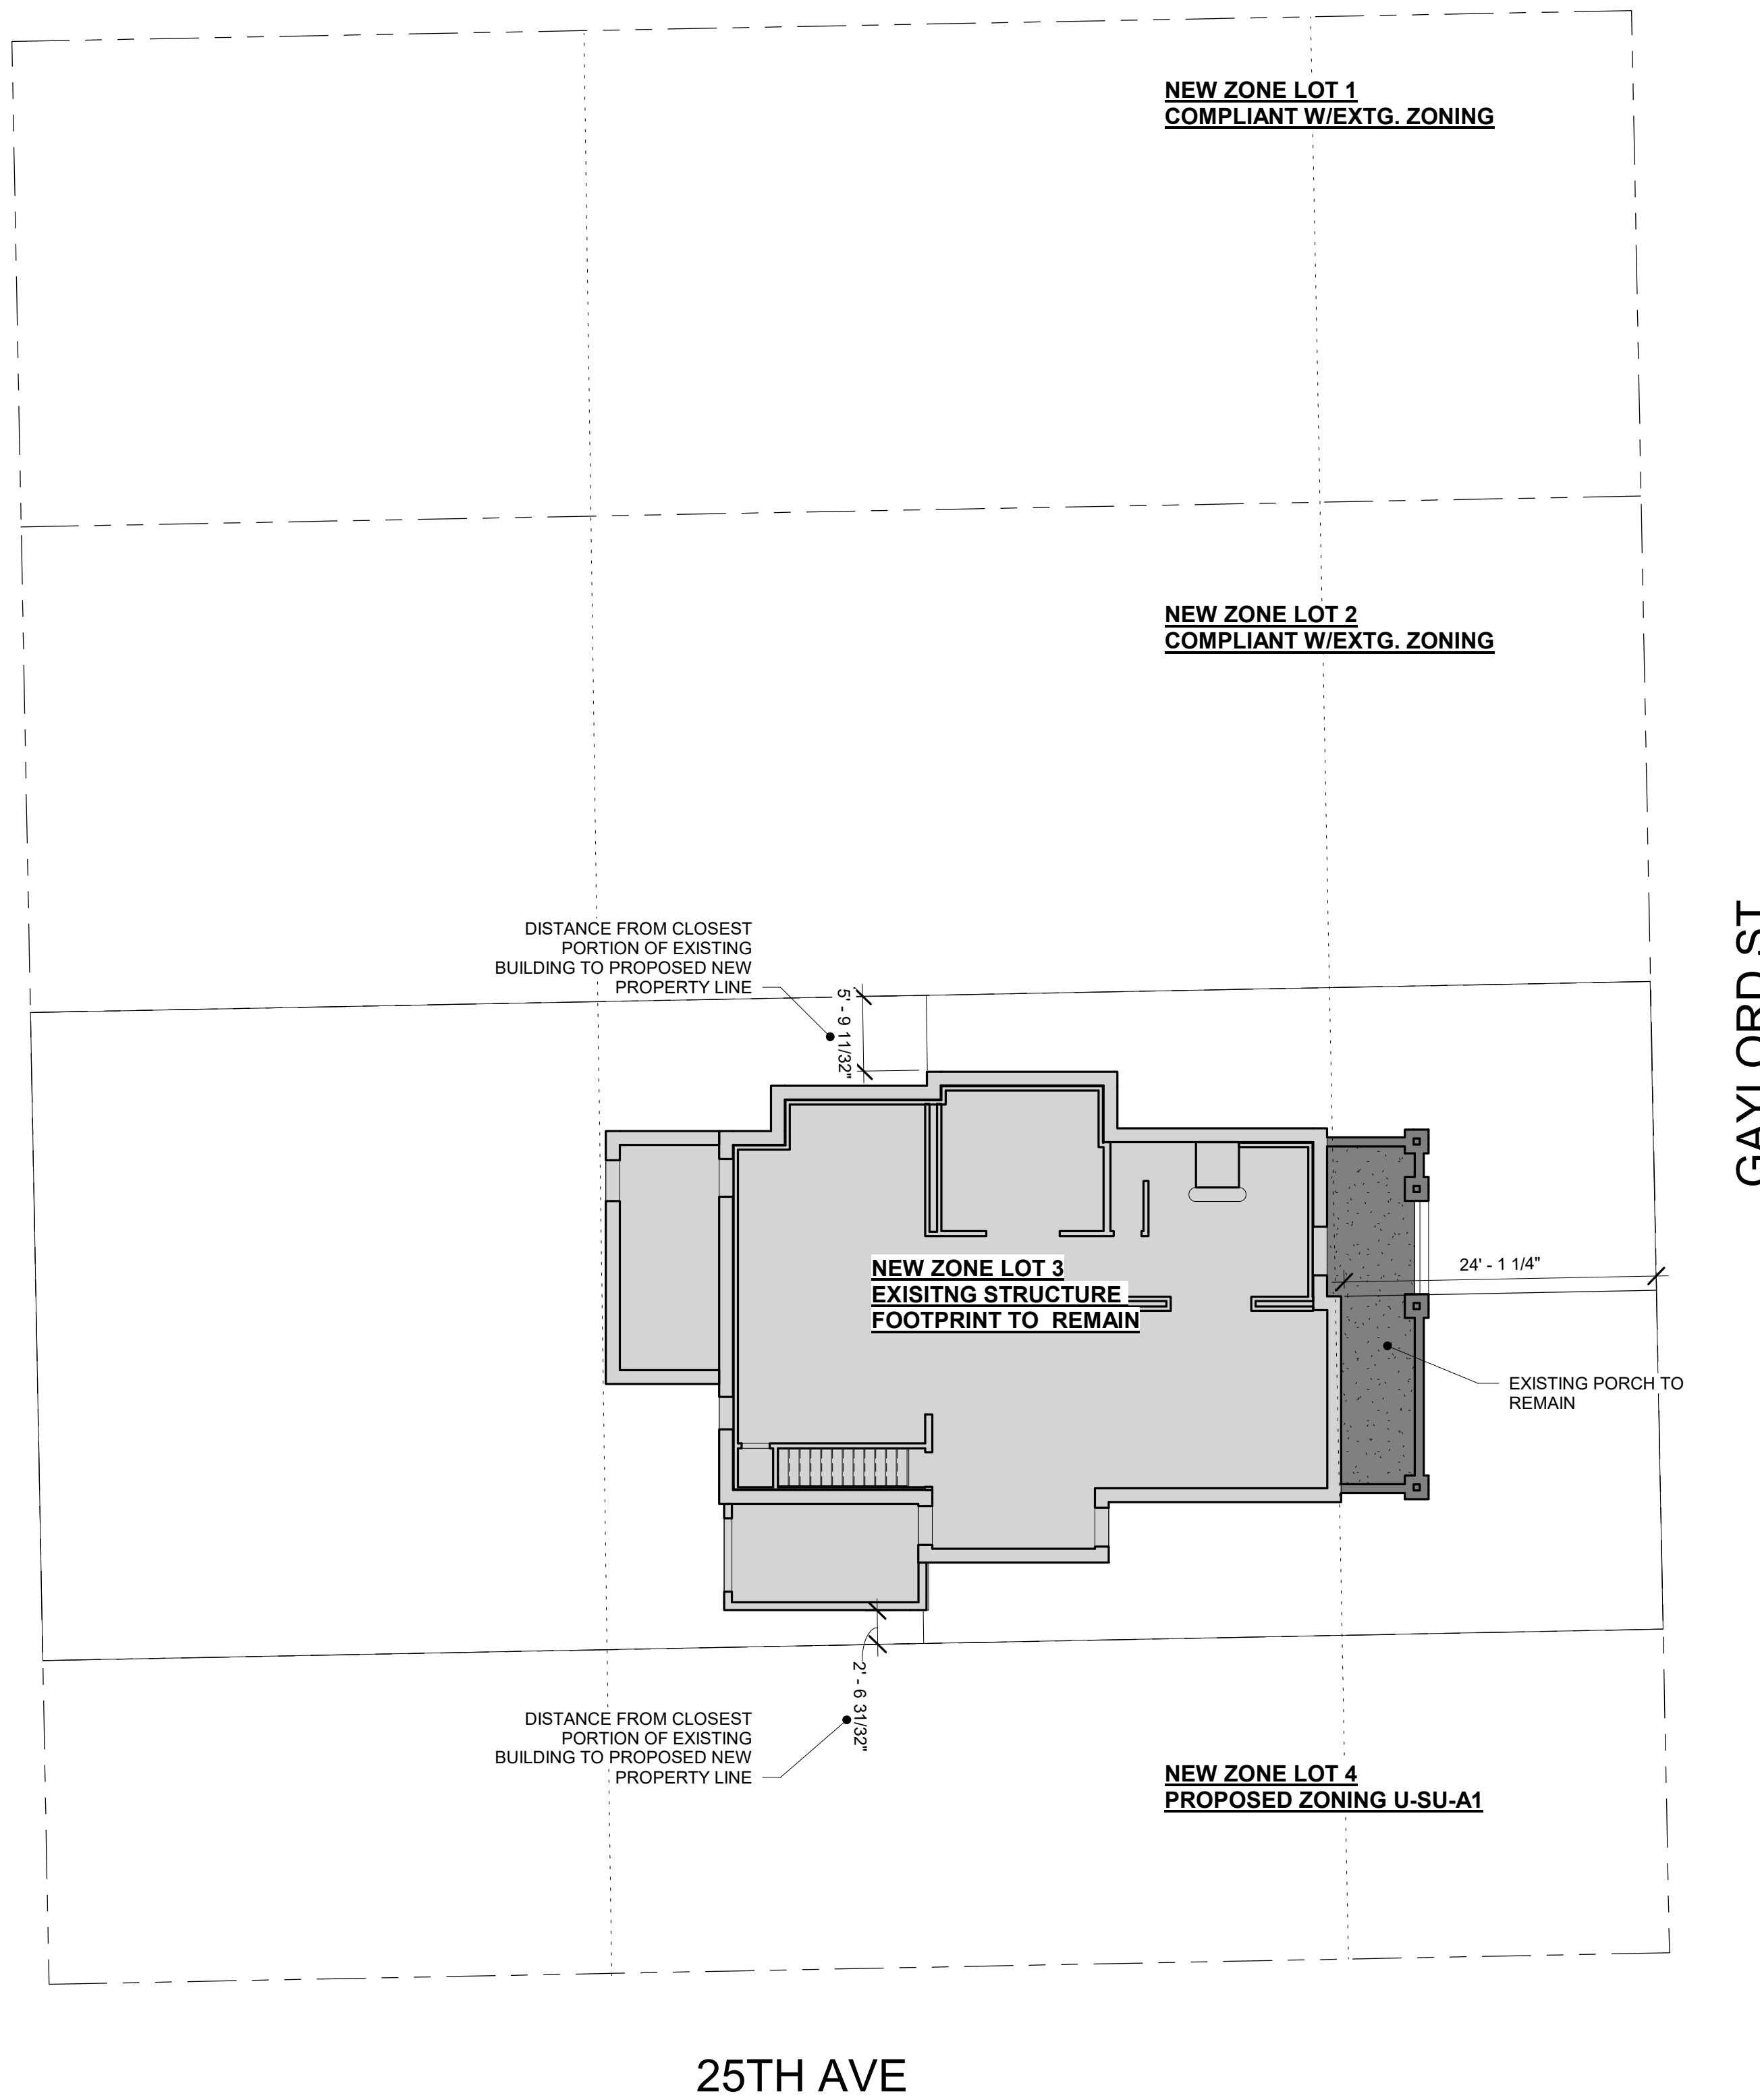 NEW ZONE LOT 1
COMPLIANT W/EXTG. ZONING
NEW ZONE LOT 2
COMPLIANT W/EXTG. ZONING
DISTANCE FROM CLOSEST
PORTION OF EXISTING
BUILDING TO PROPOSED NEW
PROPERTY LINE
5' - 9 11/32"
GAYLORD ST
NEW ZONE LOT 3
EXISITNG STRUCTURE
FOOTPRINT TO REMAIN
24' - 1 1/4"
EXISTING PORCH TO
REMAIN
2' - 6 31/32"
DISTANCE FROM CLOSEST
PORTION OF EXISTING
BUILDING TO PROPOSED NEW
PROPERTY LINE
NEW ZONE LOT 4
PROPOSED ZONING U-SU-A1
25TH AVE